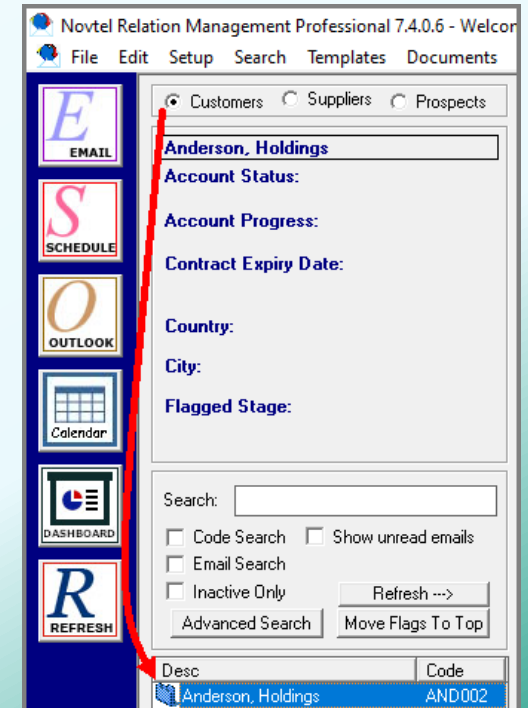 Novtel Relation Management Professional 7.4.0.6 - Welcor
File Edit Setup Search Templates Documents
E
EMAIL
S
SCHEDULE
O
OUTLOOK
Calendar
DASHBOARD
R
REFRESH
Customers Suppliers Prospects
Anderson, Holdings
Account Status:
Account Progress:
Contract Expiry Date:
Country:
City:
Flagged Stage:
Search:
Code Search Show unread emails
Email Search
Inactive Only Refresh --->
Advanced Search Move Flags To Top
Desc Code
Anderson, Holdings AND002